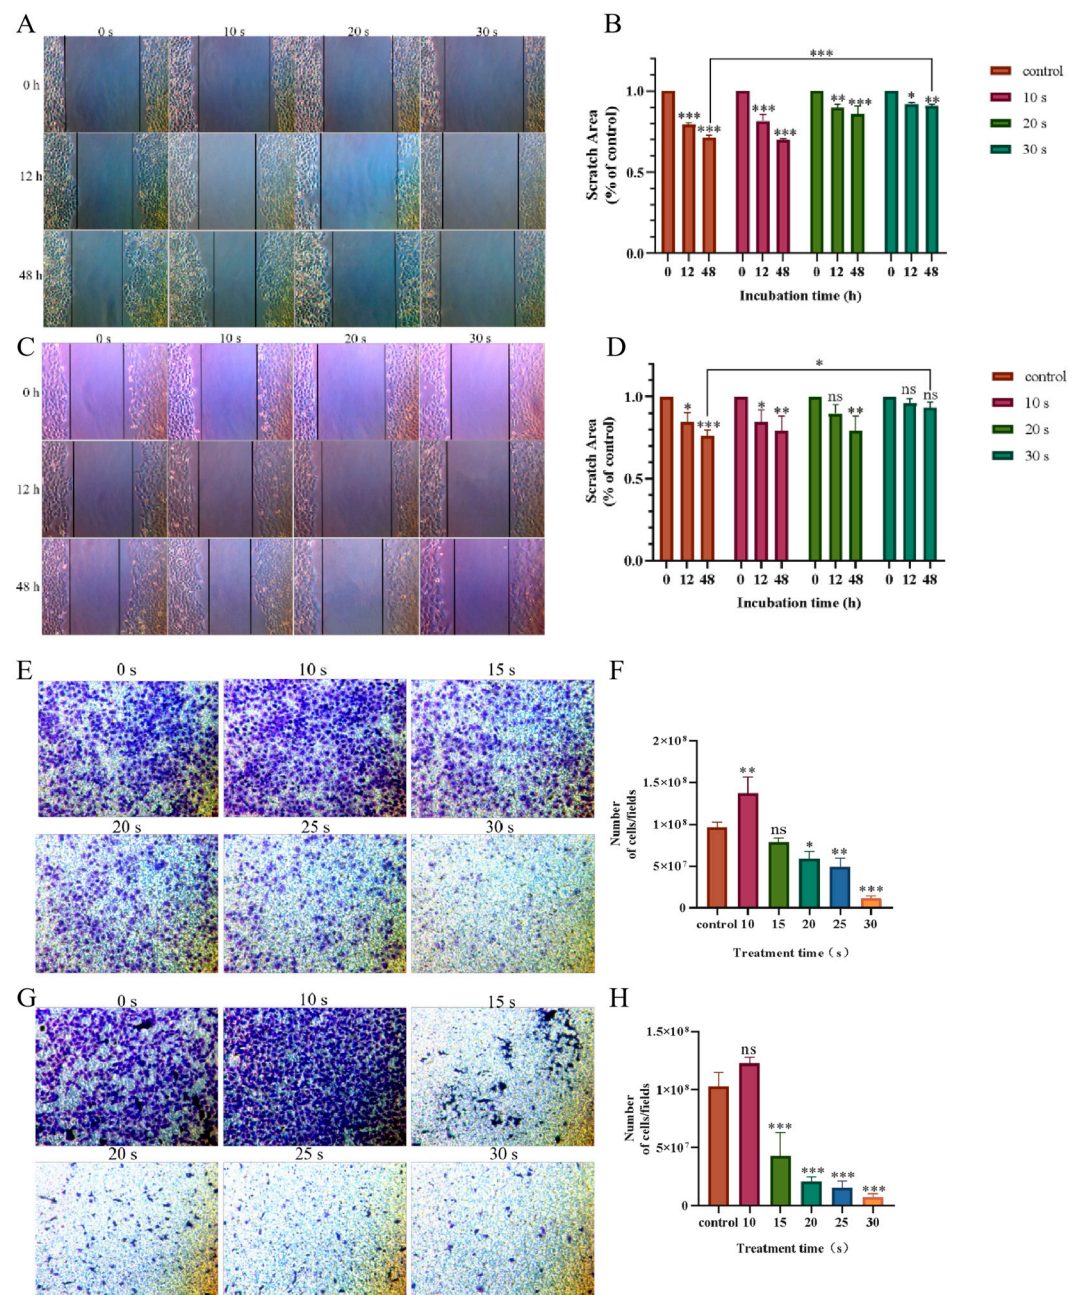 A
0 s 10 s 20 s 30 s
0 h
12 h
48 h
B
***
Scratch Area
(% of control)
1.0
0.5
0.0
*** *** *** *** ** *** * **
0 12 48 0 12 48 0 12 48 0 12 48
Incubation time (h)
control
10 s
20 s
30 s
C
0 s 10 s 20 s 30 s
0 h
12 h
48 h
D
*
Scratch Area
(% of control)
1.0
0.5
0.0
* *** * ** ns ** ns ns
0 12 48 0 12 48 0 12 48 0 12 48
Incubation time (h)
control
10 s
20 s
30 s
E
0 s 10 s 15 s
20 s 25 s 30 s
F
Number
of cells/fields
2×10⁸
1.5×10⁸
1×10⁸
5×10⁷
0
** ns * ** ***
control 10 15 20 25 30
Treatment time（s）
G
0 s 10 s 15 s
20 s 25 s 30 s
H
Number
of cells/fields
1.5×10⁸
1×10⁸
5×10⁷
0
ns *** *** *** ***
control 10 15 20 25 30
Treatment time（s）